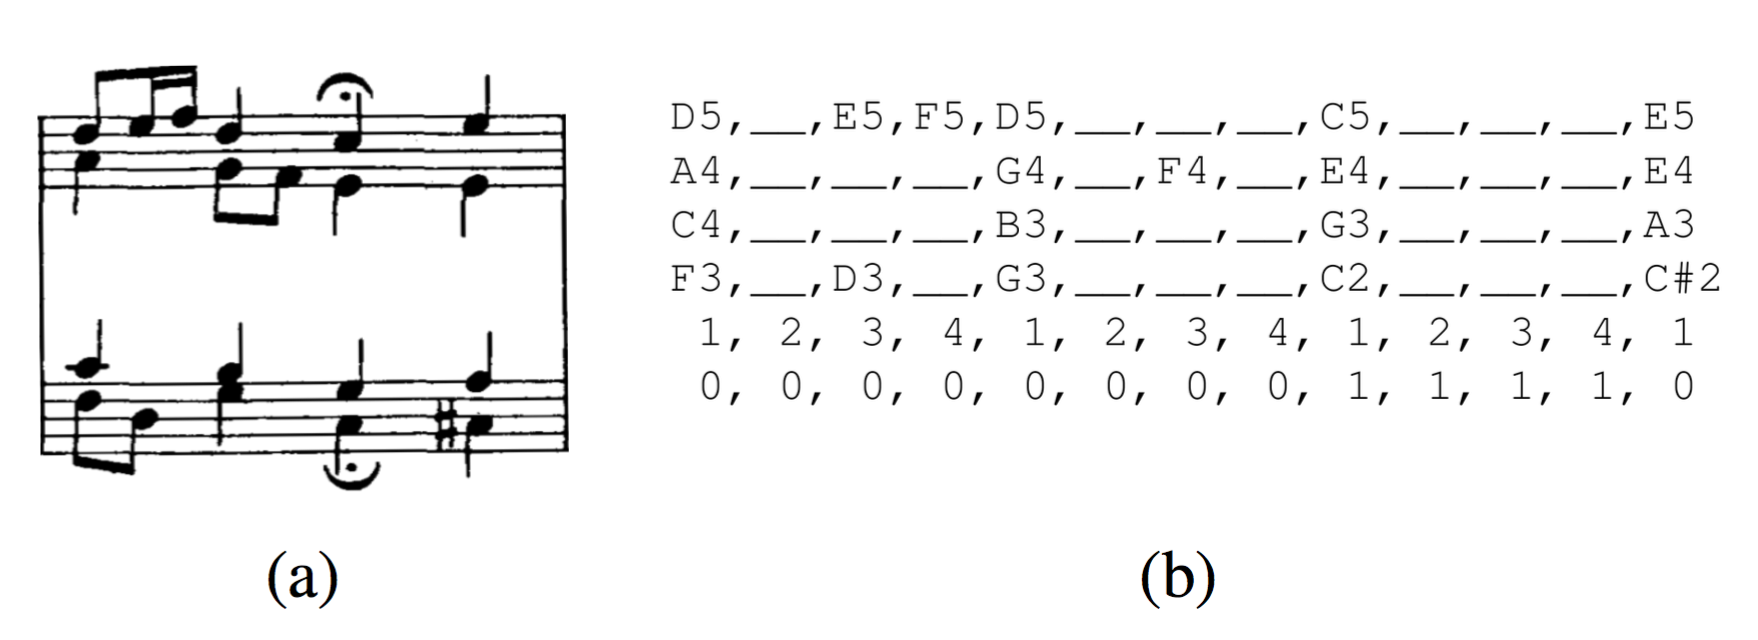 D5,__,E5,F5,D5,__,__,__,C5,__,__,__,E5
A4,__,__,__,G4,__,F4,__,E4,__,__,__,E4
C4,__,__,__,B3,__,__,__,G3,__,__,__,A3
F3,__,D3,__,G3,__,__,__,C2,__,__,__,C#2
1, 2, 3, 4, 1, 2, 3, 4, 1, 2, 3, 4, 1
0, 0, 0, 0, 0, 0, 0, 0, 1, 1, 1, 1, 0
(a)
(b)